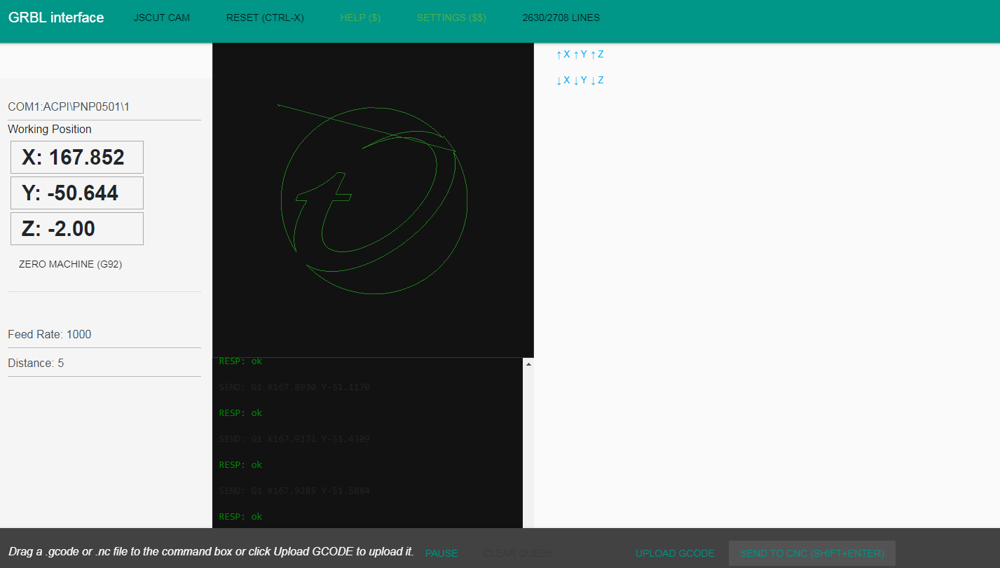 GRBL interface JSCUT CAM RESET (CTRL-X) HELP ($) SETTINGS ($$) 2630/2708 LINES
↑X ↑Y ↑Z
↓X ↓Y ↓Z
COM1:ACPI\PNP0501\1
Working Position
X: 167.852
Y: -50.644
Z: -2.00
ZERO MACHINE (G92)
Feed Rate: 1000
Distance: 5
RESP: ok
SEND: G1 X167.8930 Y-51.1170
RESP: ok
SEND: G1 X167.9171 Y-51.4309
RESP: ok
SEND: G1 X167.9285 Y-51.5884
RESP: ok
Drag a .gcode or .nc file to the command box or click Upload GCODE to upload it. PAUSE CLEAR QUEUE UPLOAD GCODE SEND TO CNC (SHIFT+ENTER)